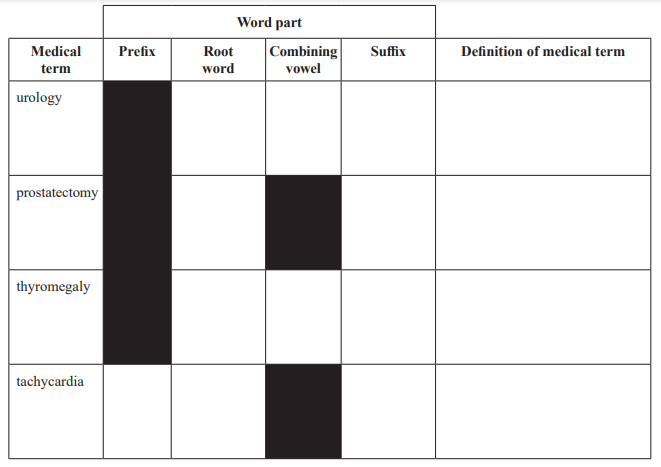 Word part
Medical term Prefix Root word Combining vowel Suffix Definition of medical term
urology
prostatectomy
thyromegaly
tachycardia